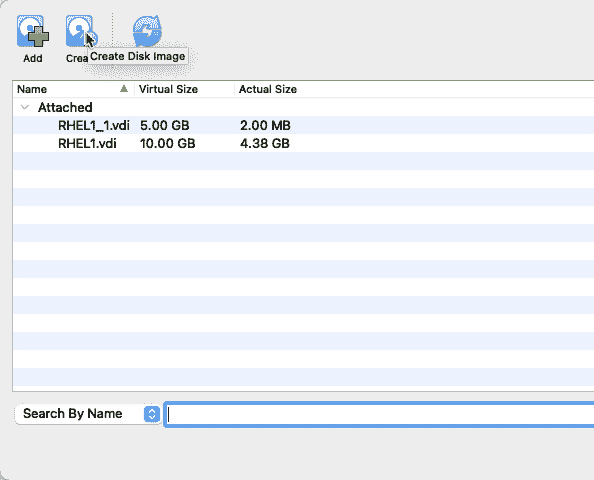 Add Crea
Create Disk Image
Name Virtual Size Actual Size
Attached
RHEL1_1.vdi 5.00 GB 2.00 MB
RHEL1.vdi 10.00 GB 4.38 GB
Search By Name